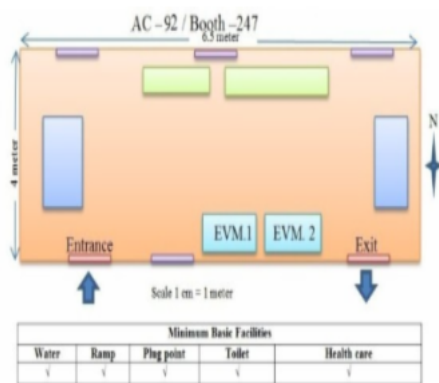 AC –92 / Booth –247
6.5 meter
4 meter
N
EVM.1
EVM. 2
Entrance
Exit
Scale 1 cm = 1 meter
Minimum Basic Facilities
Water Ramp Plug point Toilet Health care
√ √ √ √ √